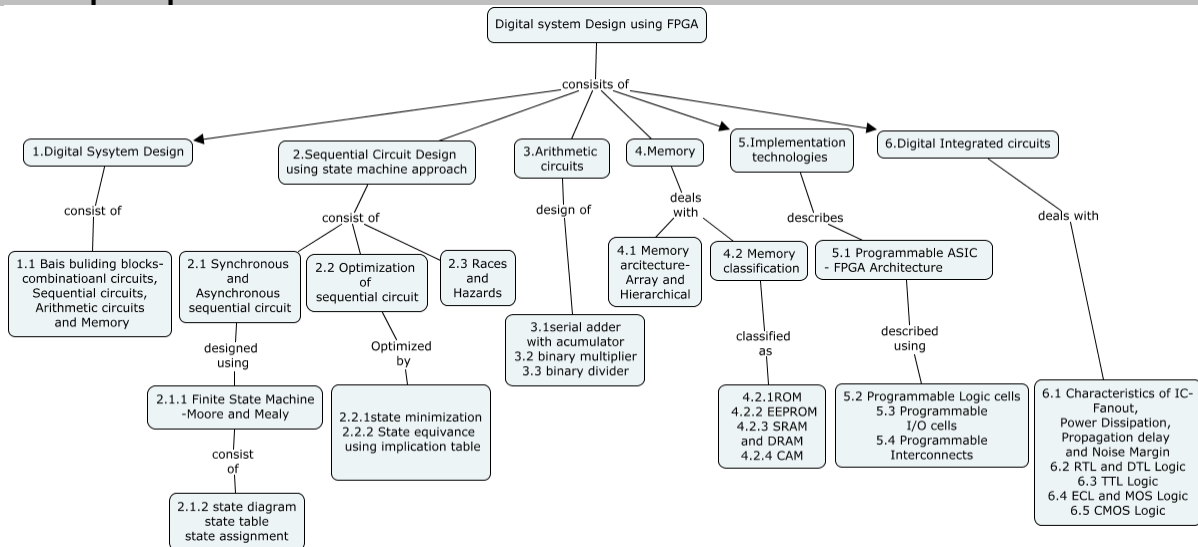 Digital system Design using FPGA
consisits of
1.Digital Sysytem Design
2.Sequential Circuit Design
using state machine approach
3.Arithmetic
circuits
4.Memory
5.Implementation
technologies
6.Digital Integrated circuits
consist of
consist of
design of
deals
with
describes
deals with
1.1 Bais buliding blocks-
combinatioanl circuits,
Sequential circuits,
Arithmetic circuits
and Memory
2.1 Synchronous
and
Asynchronous
sequential circuit
2.2 Optimization
of
sequential circuit
2.3 Races
and
Hazards
4.1 Memory
arcitecture-
Array and
Hierarchical
4.2 Memory
classification
5.1 Programmable ASIC
- FPGA Architecture
designed
using
Optimized
by
3.1serial adder
with acumulator
3.2 binary multiplier
3.3 binary divider
classified
as
described
using
2.1.1 Finite State Machine
-Moore and Mealy
2.2.1state minimization
2.2.2 State equivance
using implication table
4.2.1ROM
4.2.2 EEPROM
4.2.3 SRAM
and DRAM
4.2.4 CAM
5.2 Programmable Logic cells
5.3 Programmable
I/O cells
5.4 Programmable
Interconnects
6.1 Characteristics of IC-
Fanout,
Power Dissipation,
Propagation delay
and Noise Margin
6.2 RTL and DTL Logic
6.3 TTL Logic
6.4 ECL and MOS Logic
6.5 CMOS Logic
consist
of
2.1.2 state diagram
state table
state assignment